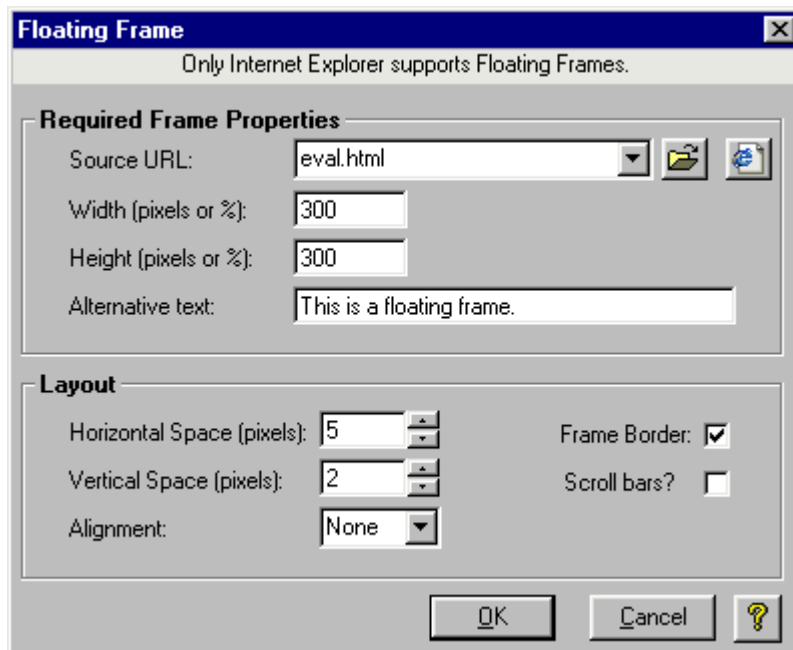 Floating Frame
Only Internet Explorer supports Floating Frames.
Required Frame Properties
Source URL: eval.html
Width (pixels or %): 300
Height (pixels or %): 300
Alternative text: This is a floating frame.
Layout
Horizontal Space (pixels): 5 Frame Border:
Vertical Space (pixels): 2 Scroll bars?
Alignment: None
OK Cancel ?